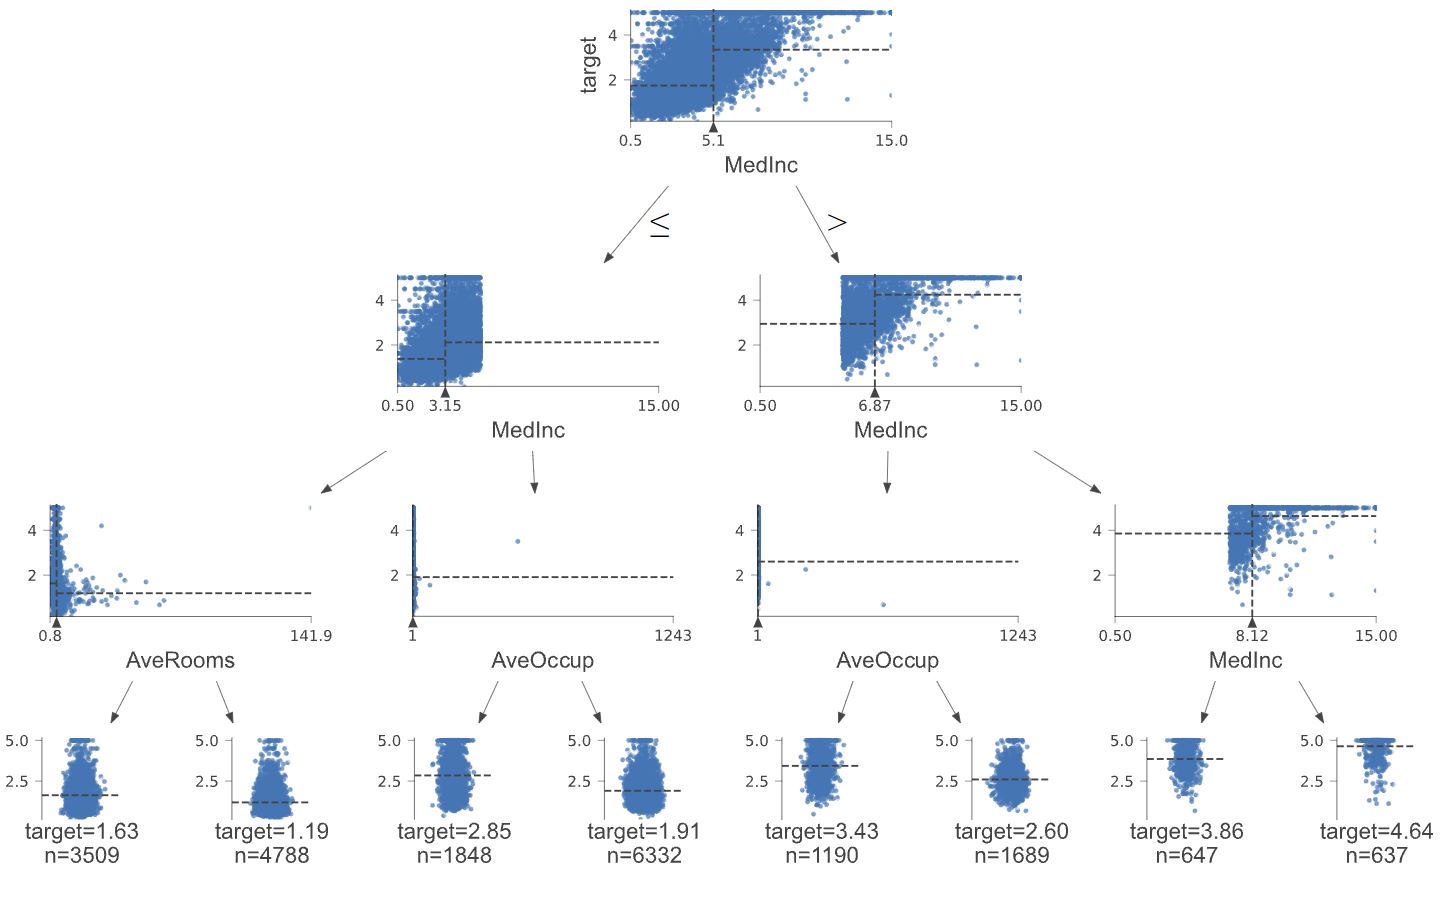 target
4
2
0.5 5.1 15.0
MedInc
≤ >
4
2
0.50 3.15 15.00
MedInc
4
2
0.50 6.87 15.00
MedInc
4
2
0.8 141.9
AveRooms
4
2
1 1243
AveOccup
4
2
1 1243
AveOccup
4
2
0.50 8.12 15.00
MedInc
5.0
2.5
target=1.63
n=3509
5.0
2.5
target=1.19
n=4788
5.0
2.5
target=2.85
n=1848
5.0
2.5
target=1.91
n=6332
5.0
2.5
target=3.43
n=1190
5.0
2.5
target=2.60
n=1689
5.0
2.5
target=3.86
n=647
5.0
2.5
target=4.64
n=637